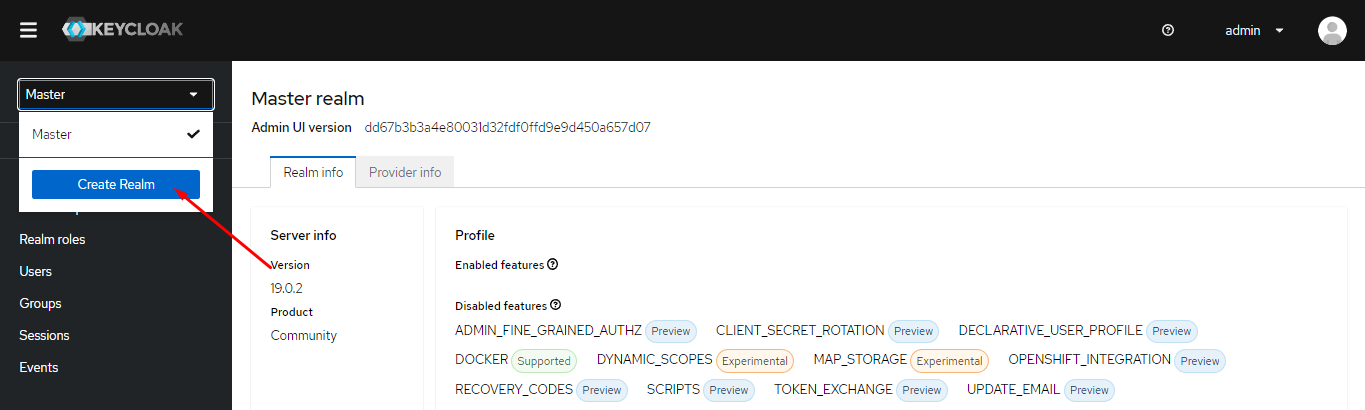 KEYCLOAK
admin
Master
Master
Create Realm
Realm roles
Users
Groups
Sessions
Events
Master realm
Admin UI version dd67b3b3a4e80031d32fdf0ffd9e9d450a657d07
Realm info Provider info
Server info
Version
19.0.2
Product
Community
Profile
Enabled features
Disabled features
ADMIN_FINE_GRAINED_AUTHZ Preview CLIENT_SECRET_ROTATION Preview DECLARATIVE_USER_PROFILE Preview
DOCKER Supported DYNAMIC_SCOPES Experimental MAP_STORAGE Experimental OPENSHIFT_INTEGRATION Preview
RECOVERY_CODES Preview SCRIPTS Preview TOKEN_EXCHANGE Preview UPDATE_EMAIL Preview